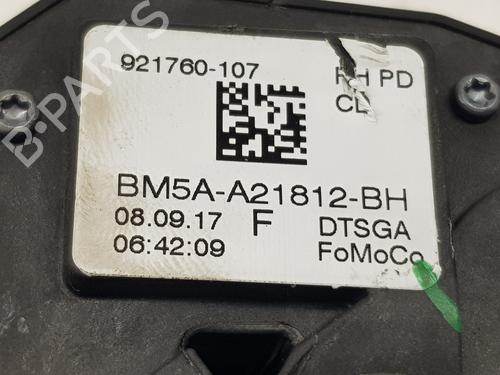 921760-107 RH PD
CL
BM5A-A21812-BH
08.09.17 F DTSGA
06:42:09 FoMoCo
B-PARTS